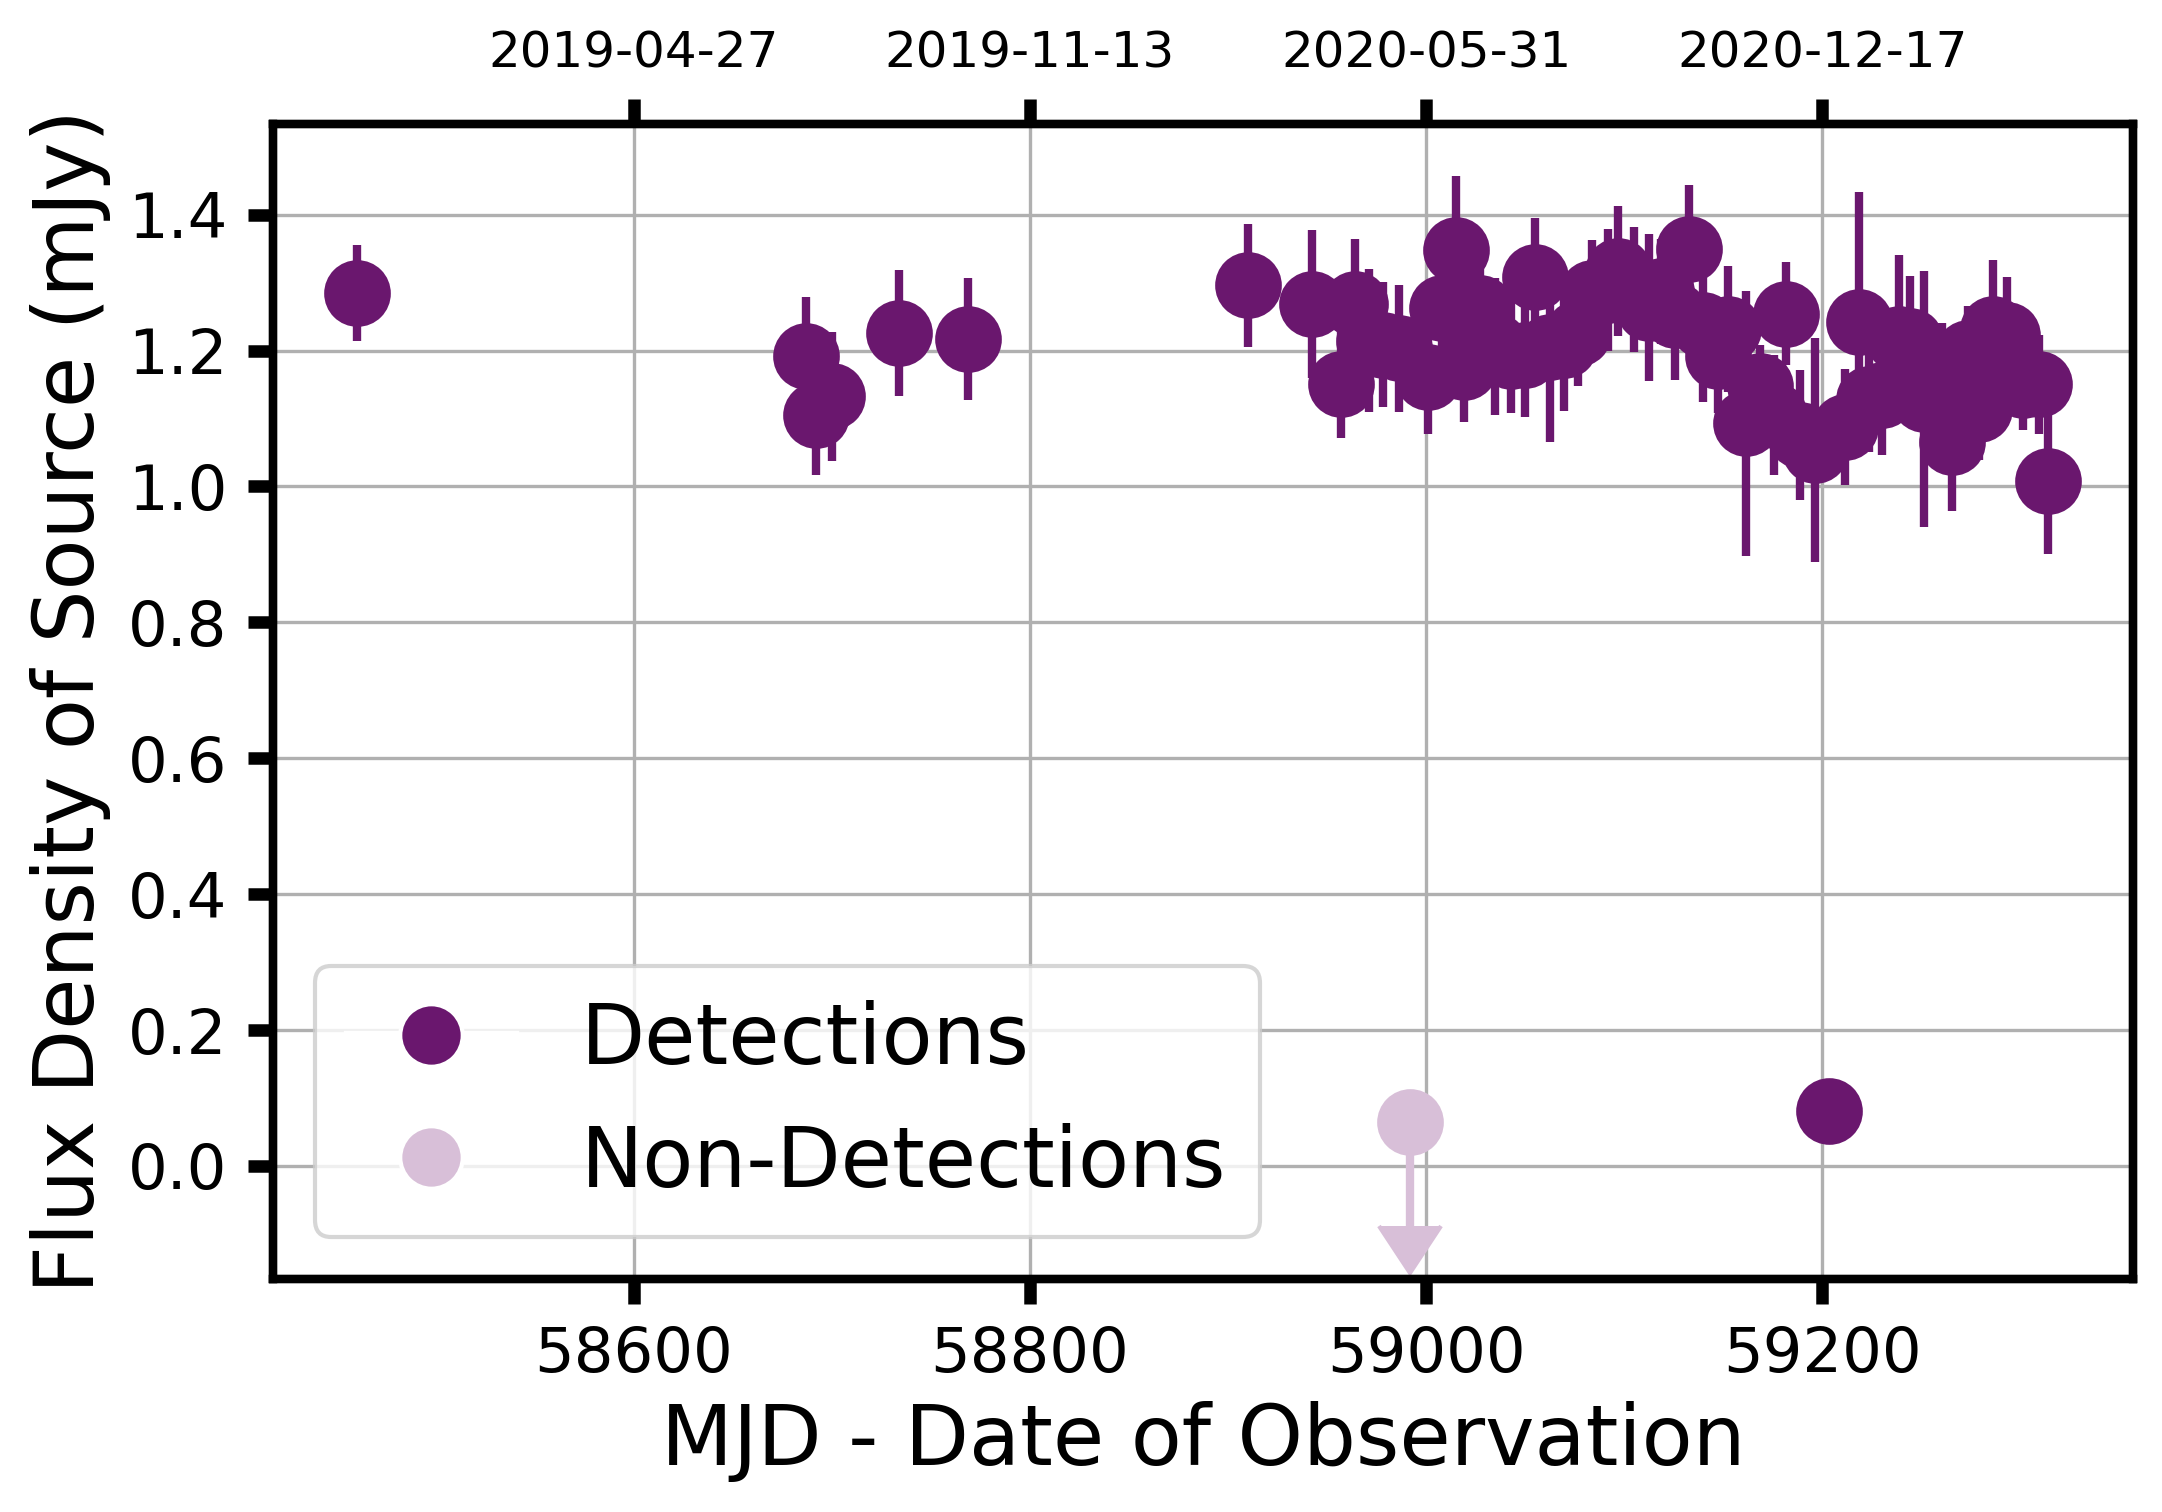 2019-04-27 2019-11-13 2020-05-31 2020-12-17
Flux Density of Source (mJy)
1.4
1.2
1.0
0.8
0.6
0.4
0.2
0.0
Detections
Non-Detections
58600 58800 59000 59200
MJD - Date of Observation